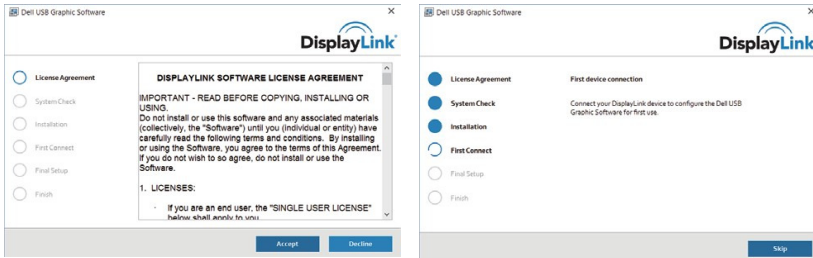 Dell USB Graphic Software
DisplayLink
License Agreement
System Check
Installation
First Connect
Final Setup
Finish
DISPLAYLINK SOFTWARE LICENSE AGREEMENT
IMPORTANT - READ BEFORE COPYING, INSTALLING OR
USING.
Do not install or use this software and any associated materials
(collectively, the "Software") until you (individual or entity) have
carefully read the following terms and conditions. By installing
or using the Software, you agree to the terms of this Agreement.
If you do not wish to so agree, do not install or use the
Software.
1. LICENSES:
· If you are an end user, the "SINGLE USER LICENSE"
below shall apply to you
Accept
Decline
Dell USB Graphic Software
DisplayLink
License Agreement
System Check
Installation
First Connect
Final Setup
Finish
First device connection
Connect your DisplayLink device to configure the Dell USB
Graphic Software for first use.
Skip